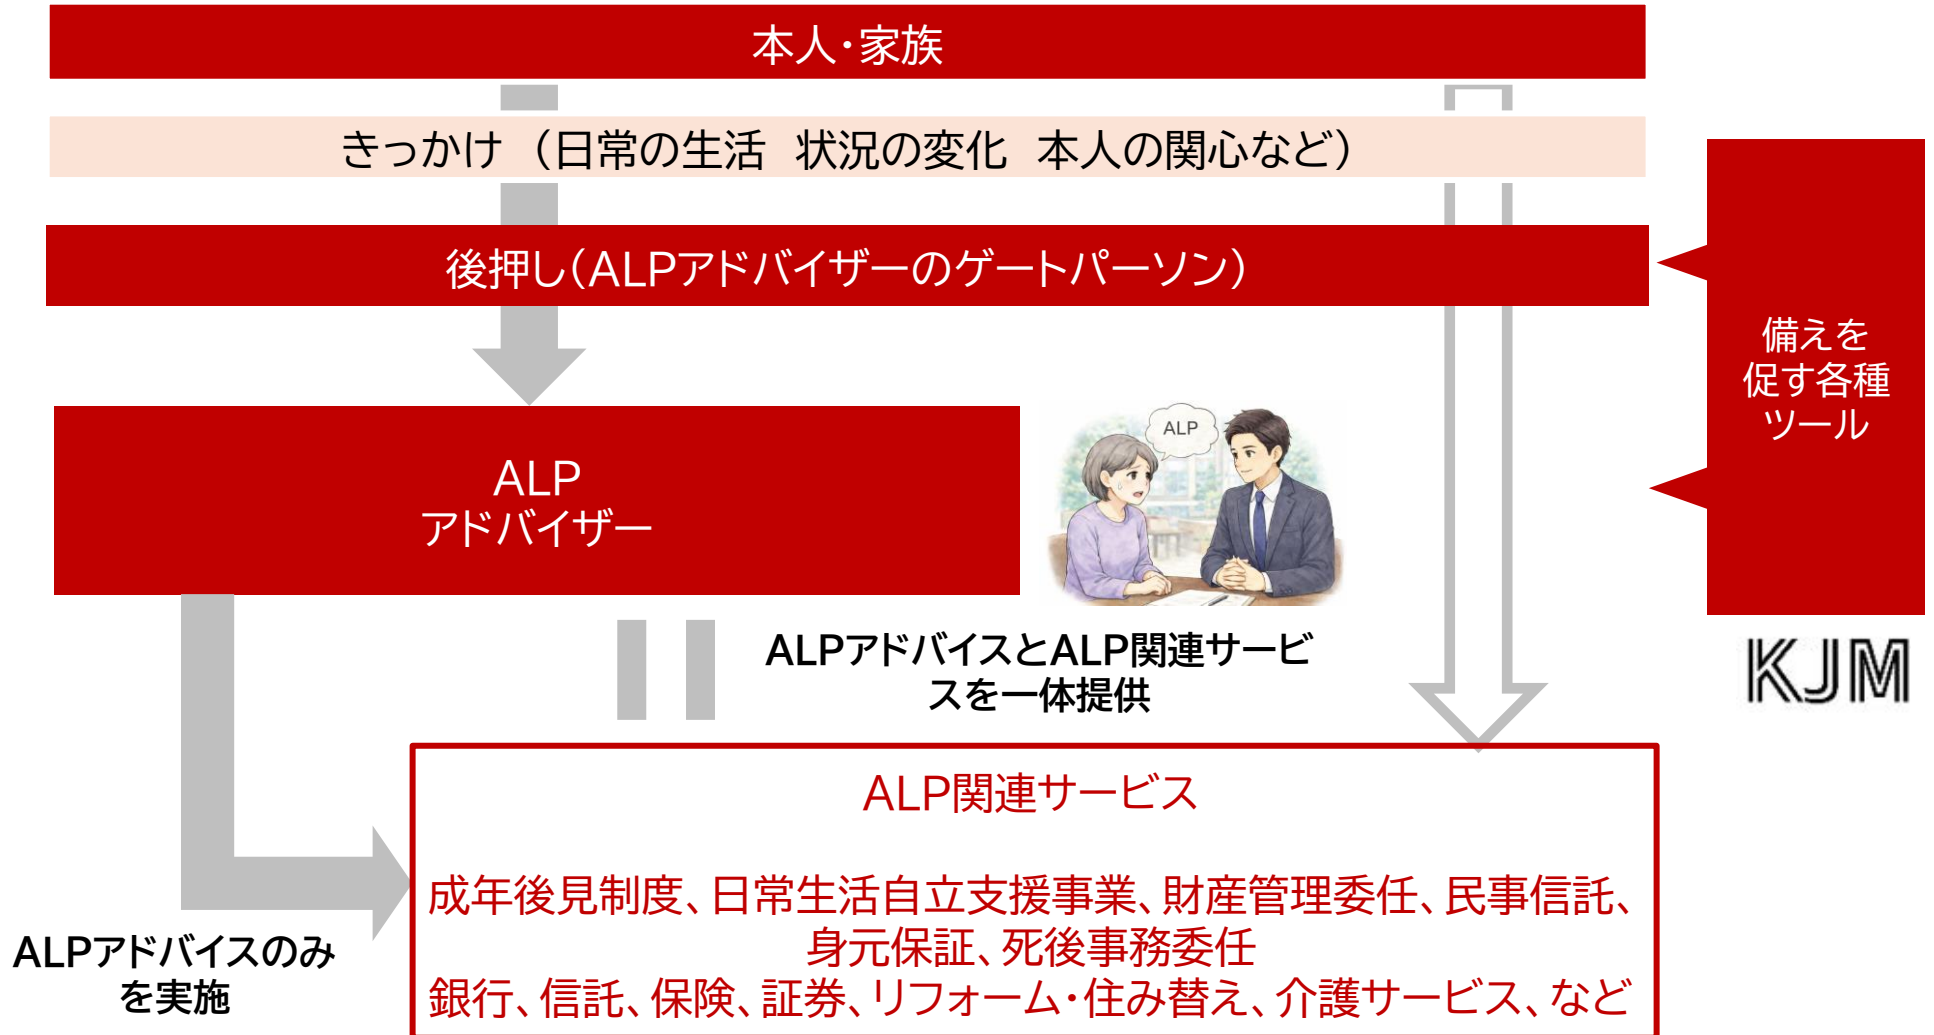 本人・家族
きっかけ （日常の生活　状況の変化　本人の関心など）
後押し（ALPアドバイザーのゲートパーソン）
備えを
促す各種
ツール
ALP
アドバイザー
ALP
ALPアドバイスとALP関連サービ
スを一体提供
KJM
ALP関連サービス
成年後見制度、日常生活自立支援事業、財産管理委任、民事信託、
身元保証、死後事務委任
銀行、信託、保険、証券、リフォーム・住み替え、介護サービス、など
ALPアドバイスのみ
を実施